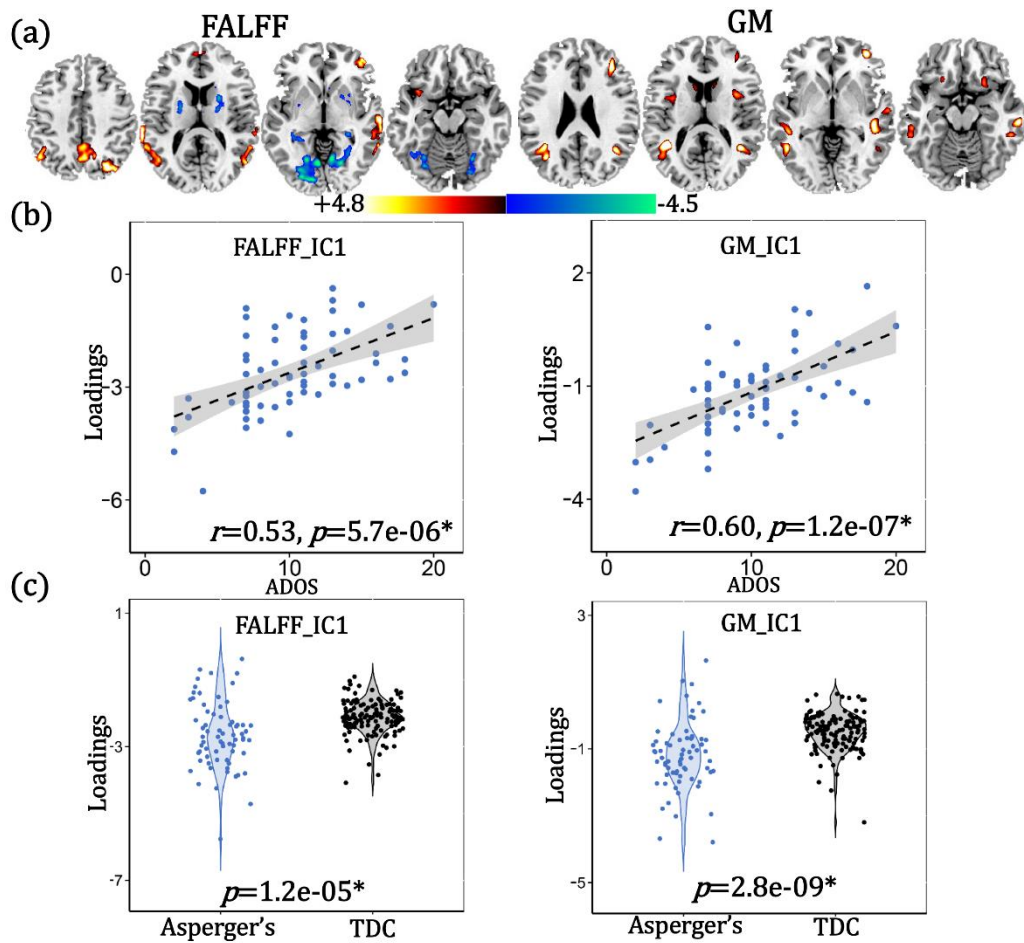 (a)
FALFF
GM
+4.8
-4.5
(b)
FALFF_IC1
GM_IC1
Loadings
0
-3
-6
r=0.53, p=5.7e-06*
0
10
20
ADOS
Loadings
2
-1
-4
r=0.60, p=1.2e-07*
0
10
20
ADOS
(c)
FALFF_IC1
GM_IC1
Loadings
1
-3
-7
p=1.2e-05*
Asperger's
TDC
Loadings
3
-1
-5
p=2.8e-09*
Asperger's
TDC